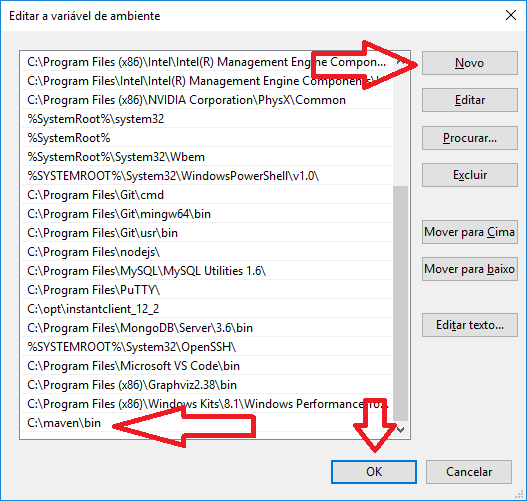 Editar a variável de ambiente
C:\Program Files (x86)\Intel\Intel(R) Management Engine Compon...
Novo
C:\Program Files (x86)\Intel\Intel(R) Management Engine Components\
C:\Program Files (x86)\NVIDIA Corporation\PhysX\Common
Editar
%SystemRoot%\system32
%SystemRoot%
Procurar...
%SystemRoot%\System32\Wbem
%SYSTEMROOT%\System32\WindowsPowerShell\v1.0\
Excluir
C:\Program Files\Git\cmd
C:\Program Files\Git\mingw64\bin
C:\Program Files\Git\usr\bin
Mover para Cima
C:\Program Files\nodejs\
C:\Program Files\MySQL\MySQL Utilities 1.6\
Mover para baixo
C:\Program Files\PuTTY\
C:\opt\instantclient_12_2
C:\Program Files\MongoDB\Server\3.6\bin
Editar texto...
%SYSTEMROOT%\System32\OpenSSH\
C:\Program Files\Microsoft VS Code\bin
C:\Program Files (x86)\Graphviz2.38\bin
C:\Program Files (x86)\Windows Kits\8.1\Windows Performance To...
C:\maven\bin
OK
Cancelar